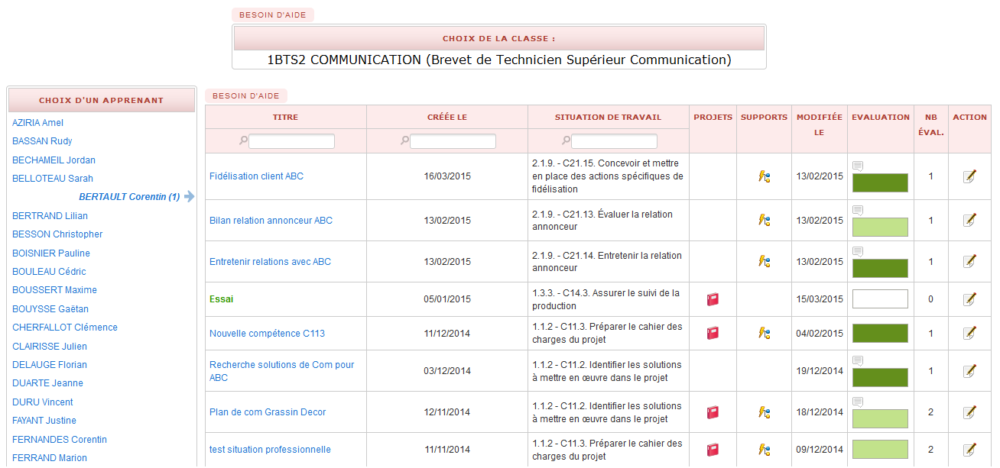 BESOIN D'AIDE
CHOIX DE LA CLASSE :
1BTS2 COMMUNICATION (Brevet de Technicien Supérieur Communication)
CHOIX D'UN APPRENANT
AZIRIA Amel
BASSAN Rudy
BECHAMEIL Jordan
BELLOTEAU Sarah
BERTAULT Corentin (1)
BERTRAND Lilian
BESSON Christopher
BOISNIER Pauline
BOULEAU Cédric
BOUSSERT Maxime
BOUYSSE Gaëtan
CHERFALLOT Clémence
CLAIRISSE Julien
DELAUGE Florian
DUARTE Jeanne
DURU Vincent
FAYANT Justine
FERNANDES Corentin
FERRAND Marion
BESOIN D'AIDE
TITRE CRÉÉE LE SITUATION DE TRAVAIL PROJETS SUPPORTS MODIFIÉE EVALUATION NB ACTION
LE ÉVAL.
2.1.9. - C21.15. Concevoir et mettre
Fidélisation client ABC 16/03/2015 en place des actions spécifiques de 13/02/2015 1
fidélisation
2.1.9. - C21.13. Évaluer la relation
Bilan relation annonceur ABC 13/02/2015 13/02/2015 1
annonceur
2.1.9. - C21.14. Entretenir la relation
Entretenir relations avec ABC 13/02/2015 13/02/2015 1
annonceur
1.3.3. - C14.3. Assurer le suivi de la
Essai 05/01/2015 15/03/2015 0
production
1.1.2 - C11.3. Préparer le cahier des
Nouvelle compétence C113 11/12/2014 04/02/2015 1
charges du projet
Recherche solutions de Com pour 1.1.2 - C11.2. Identifier les solutions
03/12/2014 19/12/2014 1
ABC à mettre en œuvre dans le projet
1.1.2 - C11.2. Identifier les solutions
Plan de com Grassin Decor 12/11/2014 18/12/2014 2
à mettre en œuvre dans le projet
1.1.2 - C11.3. Préparer le cahier des
test situation professionnelle 11/11/2014 09/12/2014 2
charges du projet